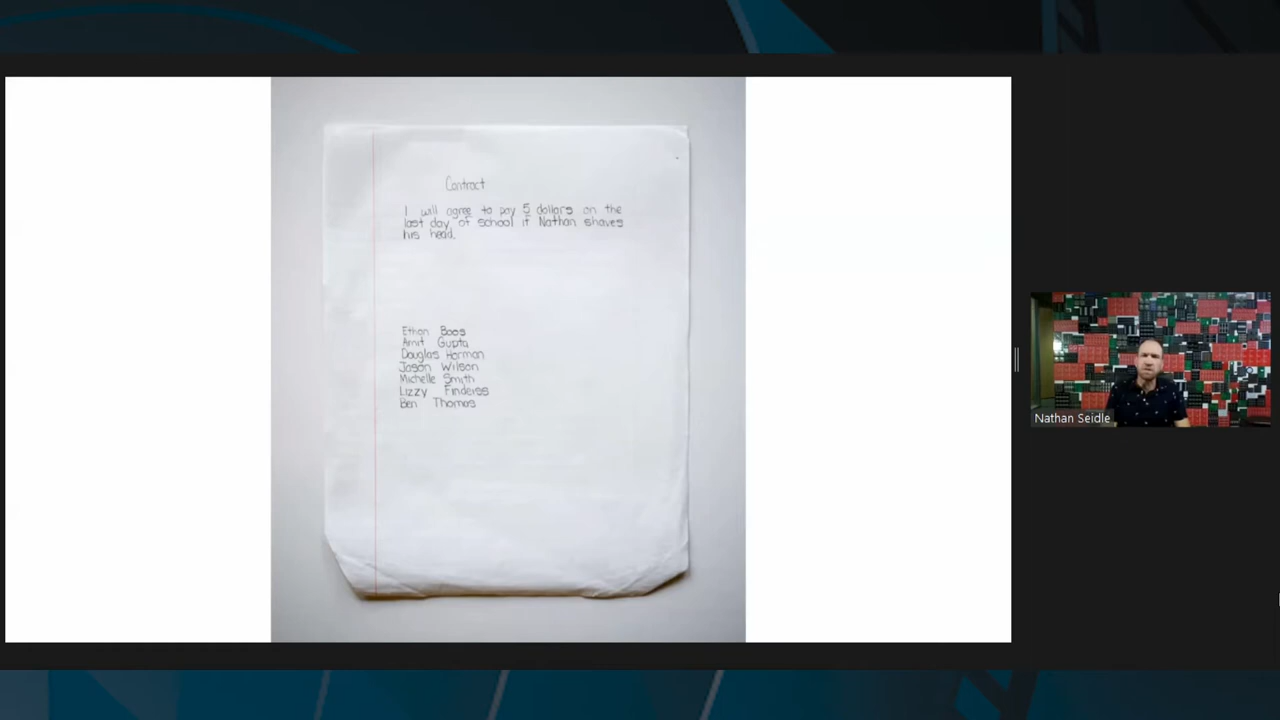 Contract
I will agree to pay 5 dollars on the
last day of school if Nathan shaves
his head.
Ethan Boos
Amit Gupta
Douglas Harman
Jason Wilson
Michelle Smith
Lizzy Finderss
Ben Thomas
Nathan Seidle